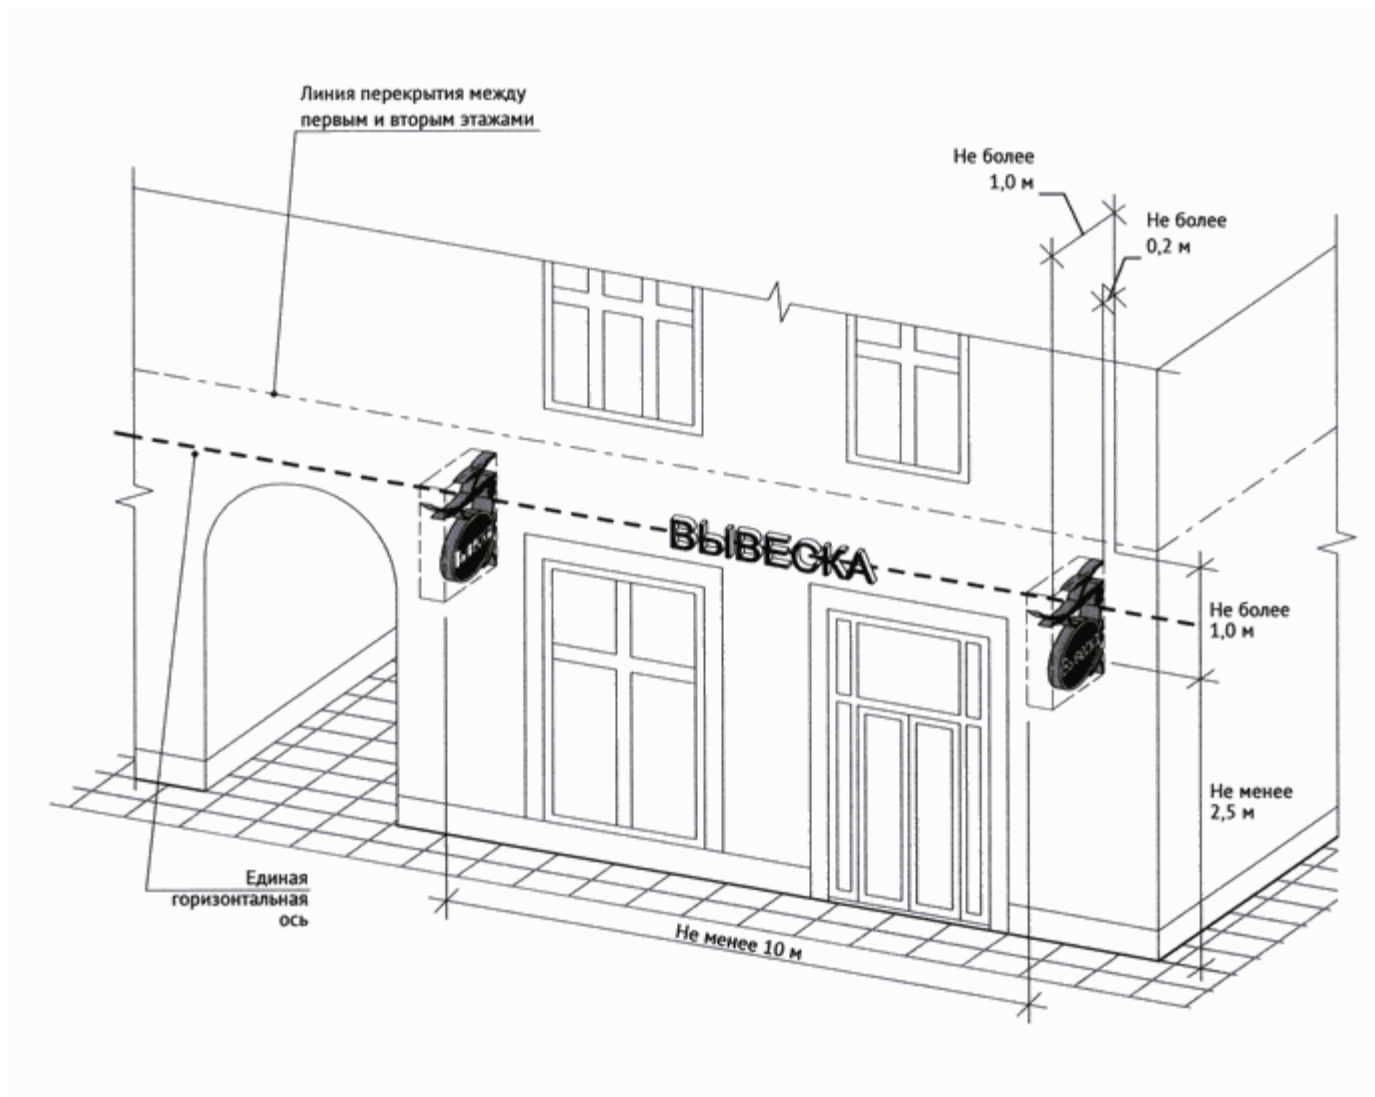 Линия перекрытия между
первым и вторым этажами
Не более
1,0 м
Не более
0,2 м
ВЫВЕСКА
Не более
1,0 м
Не менее
2,5 м
Единая
горизонтальная
ось
Не менее 10 м